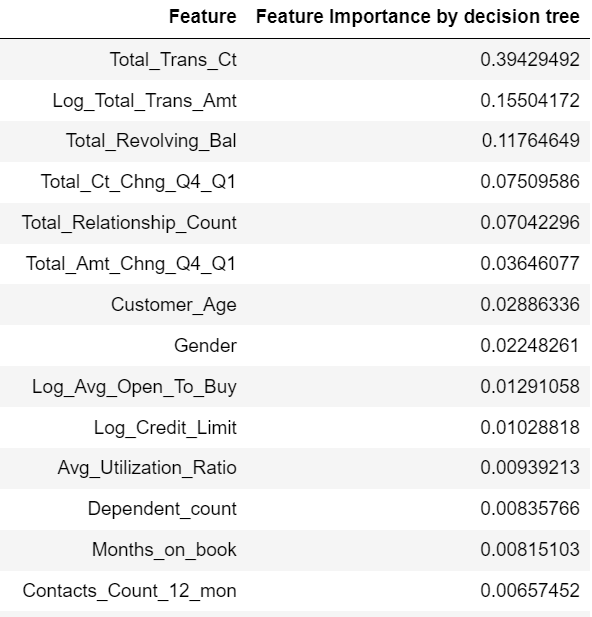 Feature Feature Importance by decision tree
Total_Trans_Ct 0.39429492
Log_Total_Trans_Amt 0.15504172
Total_Revolving_Bal 0.11764649
Total_Ct_Chng_Q4_Q1 0.07509586
Total_Relationship_Count 0.07042296
Total_Amt_Chng_Q4_Q1 0.03646077
Customer_Age 0.02886336
Gender 0.02248261
Log_Avg_Open_To_Buy 0.01291058
Log_Credit_Limit 0.01028818
Avg_Utilization_Ratio 0.00939213
Dependent_count 0.00835766
Months_on_book 0.00815103
Contacts_Count_12_mon 0.00657452